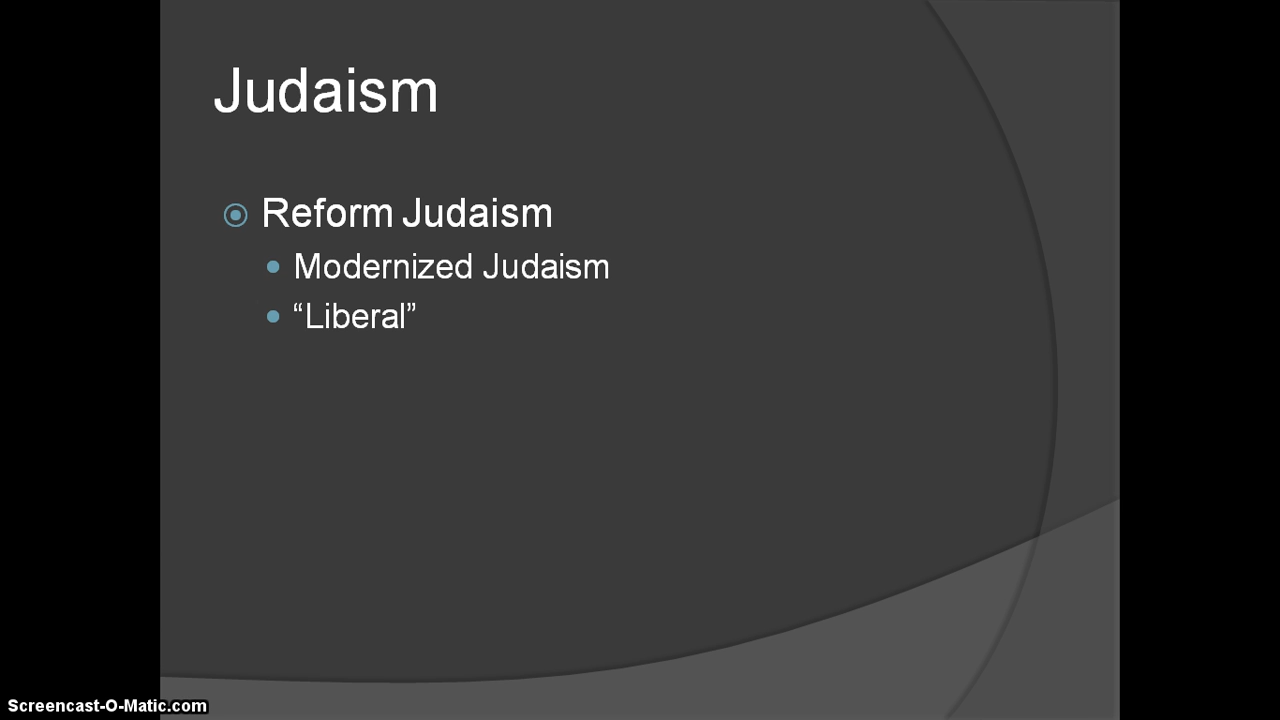 Judaism
Reform Judaism
Modernized Judaism
“Liberal”
Screencast-O-Matic.com